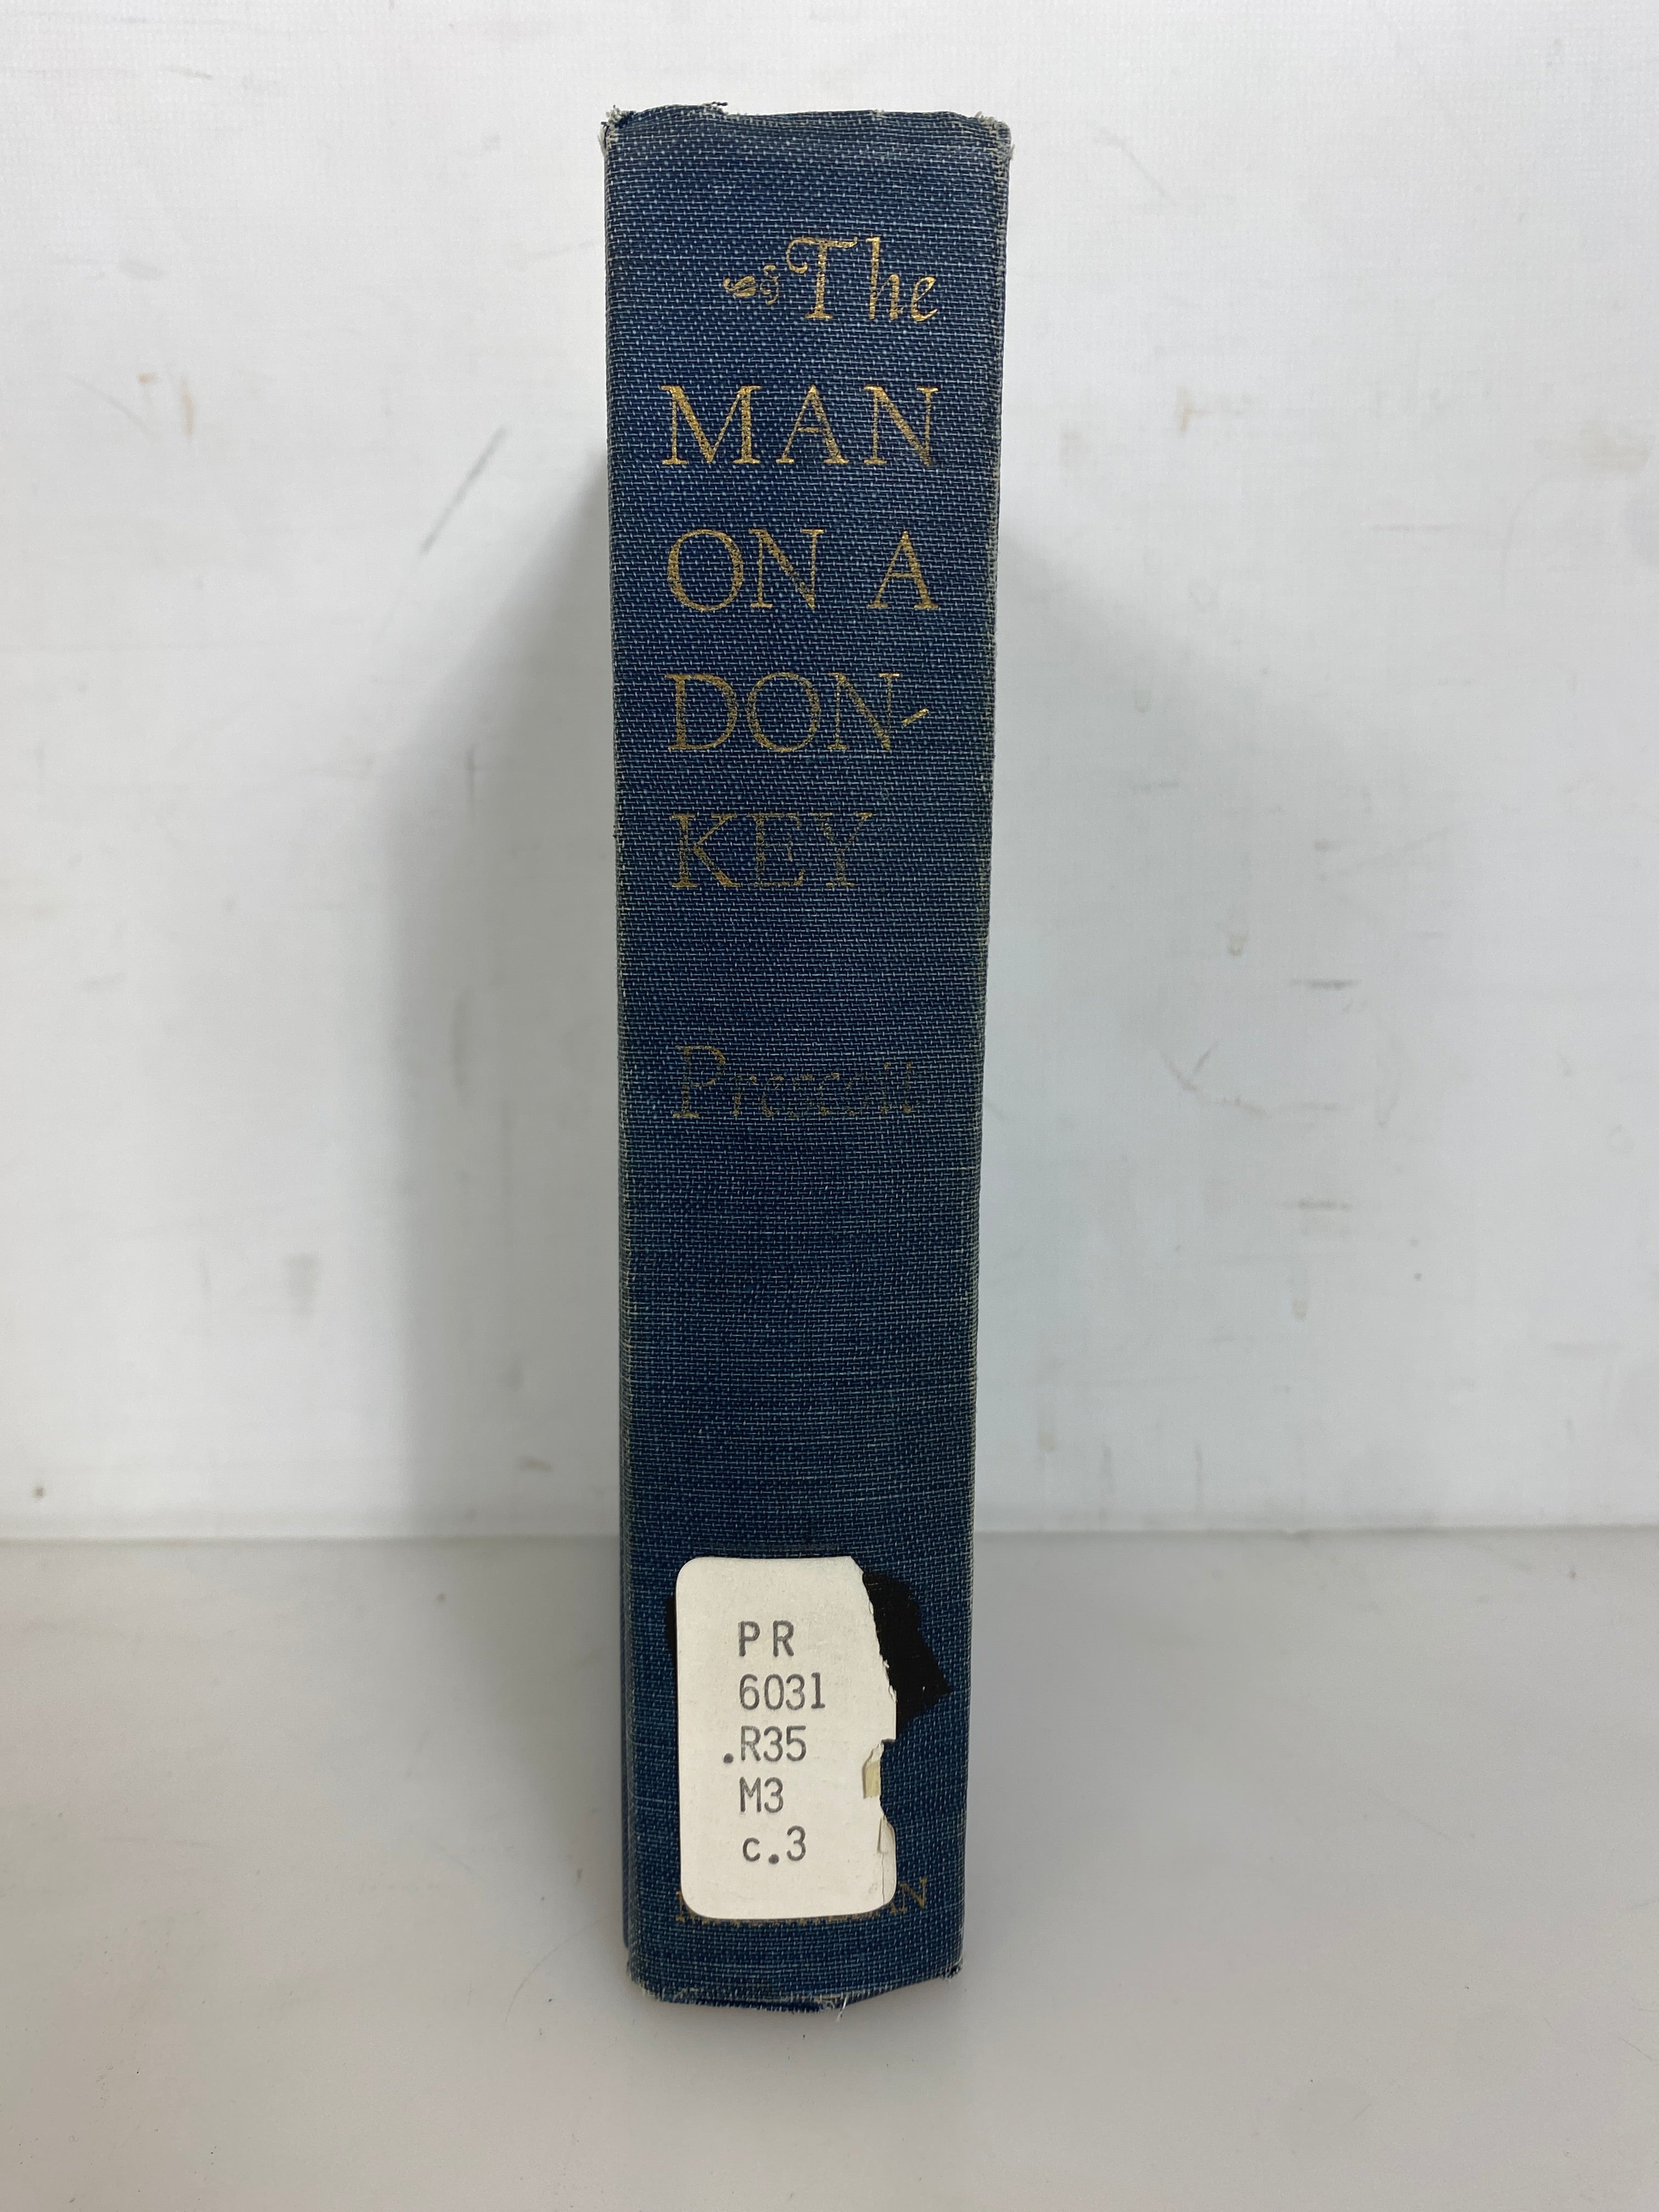 The
MAN
ON A
DON-
KEY
Prescott
PR
6031
.R35
M3
c.3